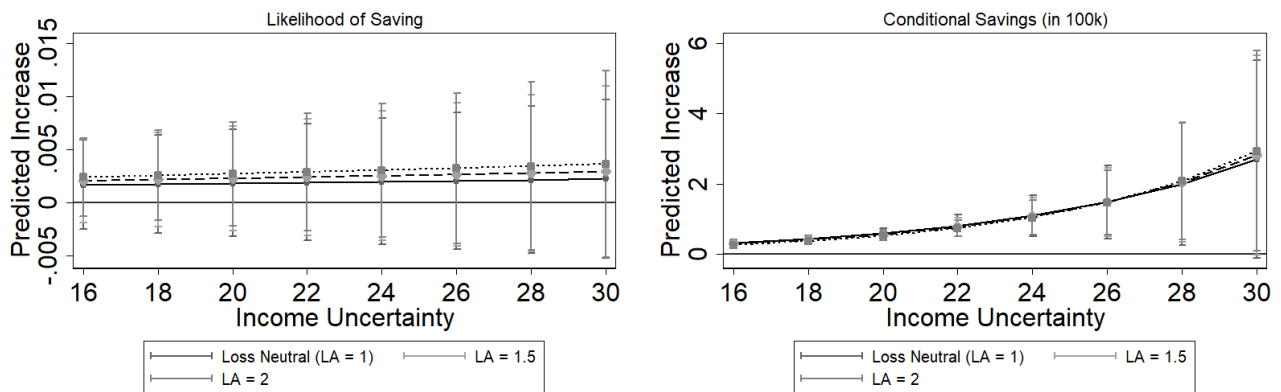 Likelihood of Saving
Predicted Increase
.015
.01
.005
0
-.005
16 18 20 22 24 26 28 30
Income Uncertainty
Loss Neutral (LA = 1) LA = 1.5
LA = 2
Conditional Savings (in 100k)
Predicted Increase
6
4
2
0
16 18 20 22 24 26 28 30
Income Uncertainty
Loss Neutral (LA = 1) LA = 1.5
LA = 2